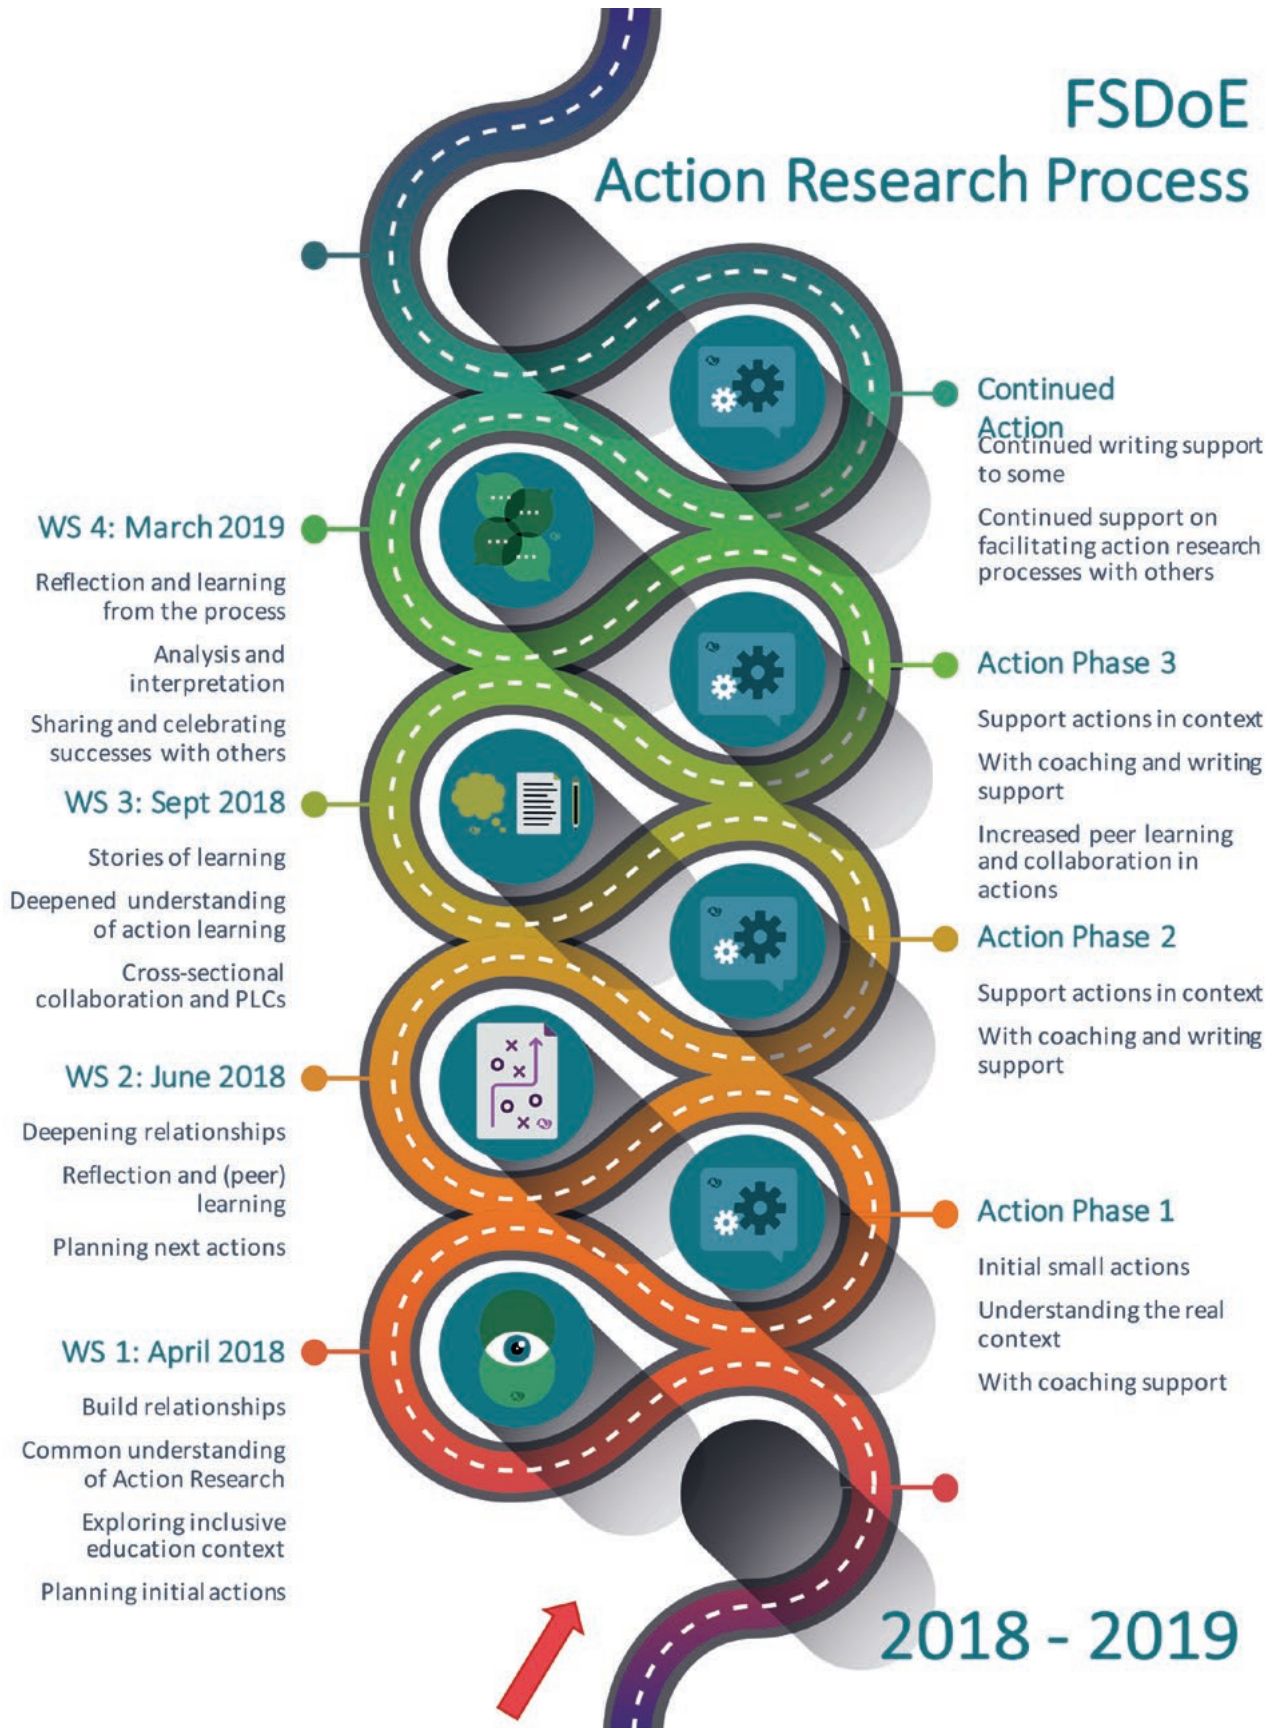 FSDoE
Action Research Process
Continued
Action
Continued writing support
to some
Continued support on
facilitating action research
processes with others
WS 4: March 2019
Reflection and learning
from the process
Analysis and
interpretation
Sharing and celebrating
successes with others
Action Phase 3
Support actions in context
With coaching and writing
support
Increased peer learning
and collaboration in
actions
WS 3: Sept 2018
Stories of learning
Deepened understanding
of action learning
Cross-sectional
collaboration and PLCs
Action Phase 2
Support actions in context
With coaching and writing
support
WS 2: June 2018
Deepening relationships
Reflection and (peer)
learning
Planning next actions
Action Phase 1
Initial small actions
Understanding the real
context
With coaching support
WS 1: April 2018
Build relationships
Common understanding
of Action Research
Exploring inclusive
education context
Planning initial actions
2018 - 2019